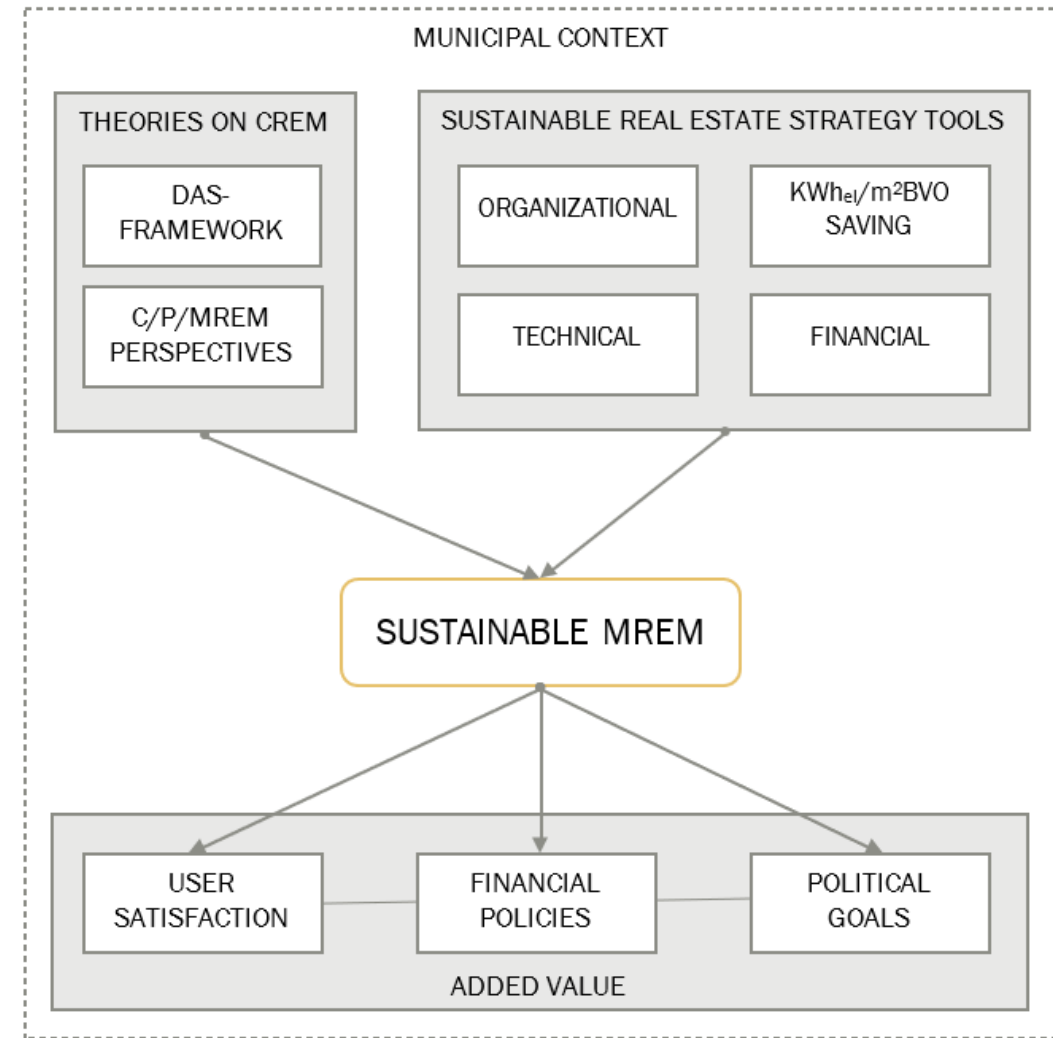 MUNICIPAL CONTEXT
THEORIES ON CREM
DAS-
FRAMEWORK
C/P/MREM
PERSPECTIVES
SUSTAINABLE REAL ESTATE STRATEGY TOOLS
ORGANIZATIONAL
KWhₑₗ/m²BVO
SAVING
TECHNICAL
FINANCIAL
SUSTAINABLE MREM
USER
SATISFACTION
FINANCIAL
POLICIES
POLITICAL
GOALS
ADDED VALUE